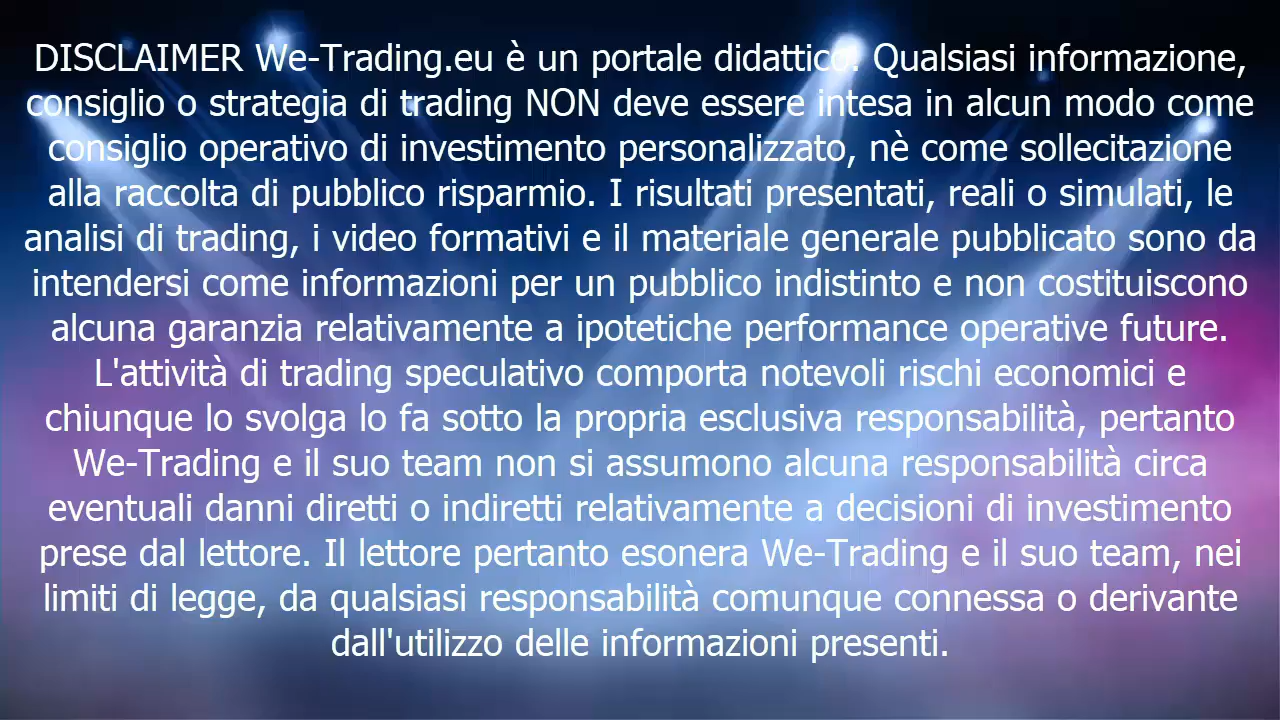 DISCLAIMER We-Trading.eu è un portale didattico. Qualsiasi informazione,
consiglio o strategia di trading NON deve essere intesa in alcun modo come
consiglio operativo di investimento personalizzato, nè come sollecitazione
alla raccolta di pubblico risparmio. I risultati presentati, reali o simulati, le
analisi di trading, i video formativi e il materiale generale pubblicato sono da
intendersi come informazioni per un pubblico indistinto e non costituiscono
alcuna garanzia relativamente a ipotetiche performance operative future.
L'attività di trading speculativo comporta notevoli rischi economici e
chiunque lo svolga lo fa sotto la propria esclusiva responsabilità, pertanto
We-Trading e il suo team non si assumono alcuna responsabilità circa
eventuali danni diretti o indiretti relativamente a decisioni di investimento
prese dal lettore. Il lettore pertanto esonera We-Trading e il suo team, nei
limiti di legge, da qualsiasi responsabilità comunque connessa o derivante
dall'utilizzo delle informazioni presenti.